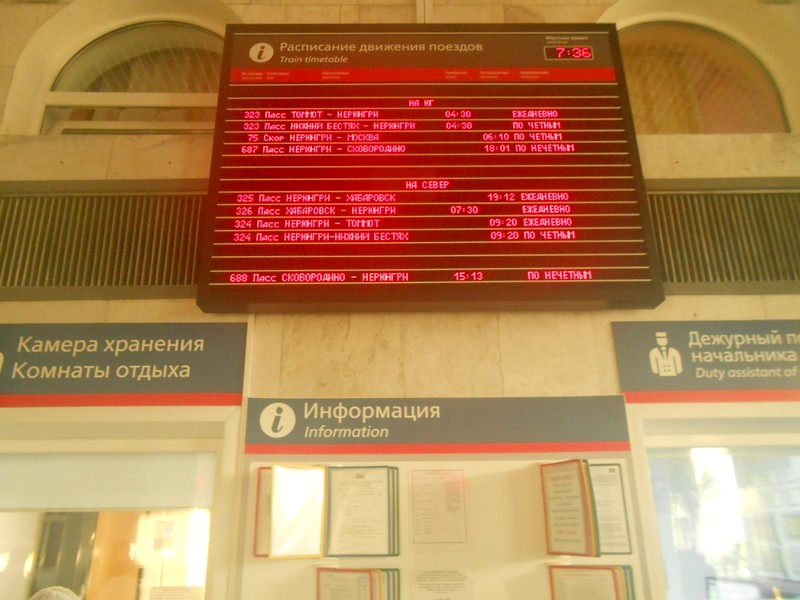 Расписание движения поездов
Train timetable
Местное время
7:36
НА ЮГ
323 Пасс ТОММОТ - НЕРЮНГРИ 04:30 ЕЖЕДНЕВНО
323 Пасс НИЖНИЙ БЕСТЯХ - НЕРЮНГРИ 04:30 ПО ЧЕТНЫМ
75 Скор НЕРЮНГРИ - МОСКВА 06:10 ПО ЧЕТНЫМ
687 Пасс НЕРЮНГРИ - СКОВОРОДИНО 18:01 ПО НЕЧЕТНЫМ
НА СЕВЕР
325 Пасс НЕРЮНГРИ - ХАБАРОВСК 19:12 ЕЖЕДНЕВНО
326 Пасс ХАБАРОВСК - НЕРЮНГРИ 07:30 ЕЖЕДНЕВНО
324 Пасс НЕРЮНГРИ - ТОММОТ 09:20 ЕЖЕДНЕВНО
324 Пасс НЕРЮНГРИ-НИЖНИЙ БЕСТЯХ 09:20 ПО ЧЕТНЫМ
688 Пасс СКОВОРОДИНО - НЕРЮНГРИ 15:13 ПО НЕЧЕТНЫМ
Камера хранения
Комнаты отдыха
Информация
Information
Дежурный по
начальника
Duty assistant of